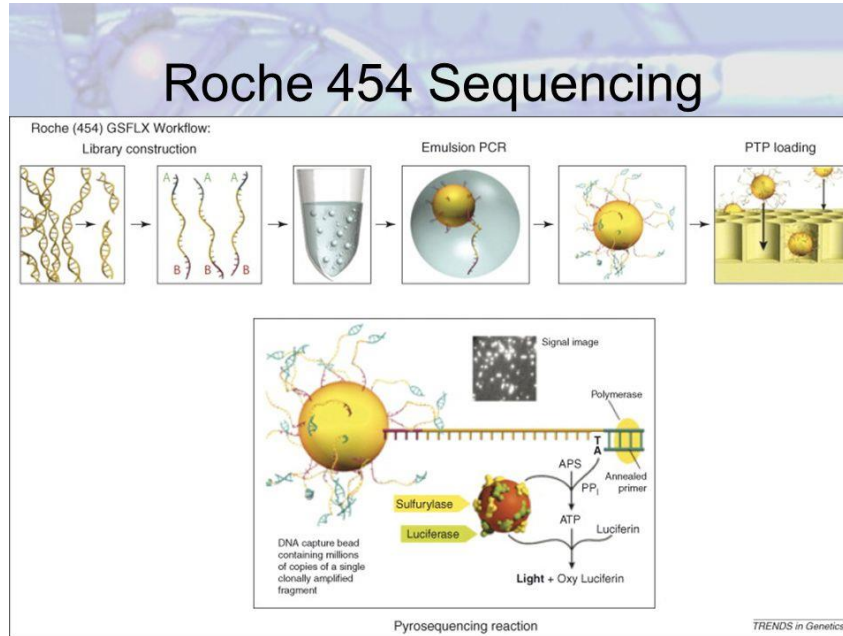 Roche 454 Sequencing
Roche (454) GSFLX Workflow:
Library construction
Emulsion PCR
PTP loading
A A A
B B B
Signal image
Polymerase
T
A
Annealed
primer
APS
PPi
Sulfurylase
ATP
Luciferin
Luciferase
DNA capture bead
containing millions
of copies of a single
clonally amplified
fragment
Light + Oxy Luciferin
Pyrosequencing reaction
TRENDS in Genetics